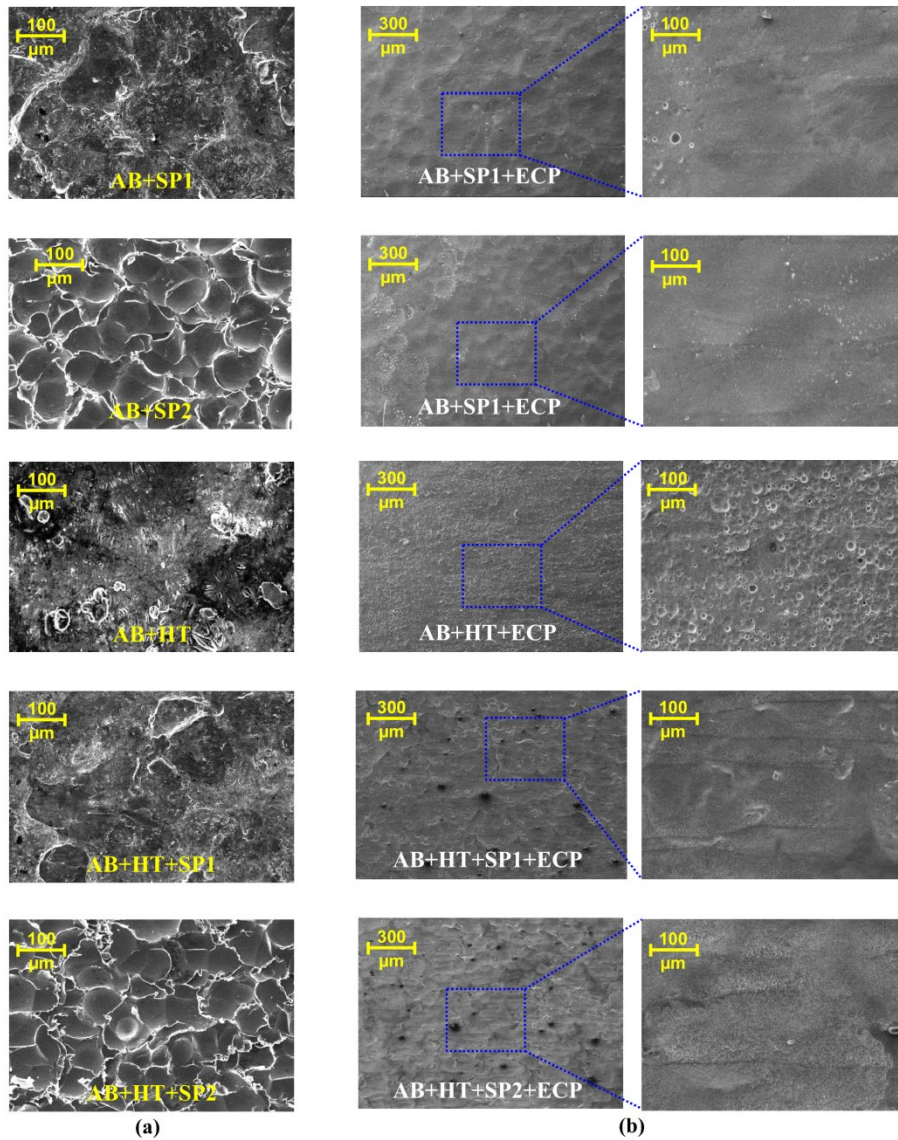 100
µm
AB+SP1
300
µm
AB+SP1+ECP
100
µm
100
µm
AB+SP2
300
µm
AB+SP1+ECP
100
µm
100
µm
AB+HT
300
µm
AB+HT+ECP
100
µm
100
µm
AB+HT+SP1
300
µm
AB+HT+SP1+ECP
100
µm
100
µm
AB+HT+SP2
300
µm
AB+HT+SP2+ECP
100
µm
(a)
(b)